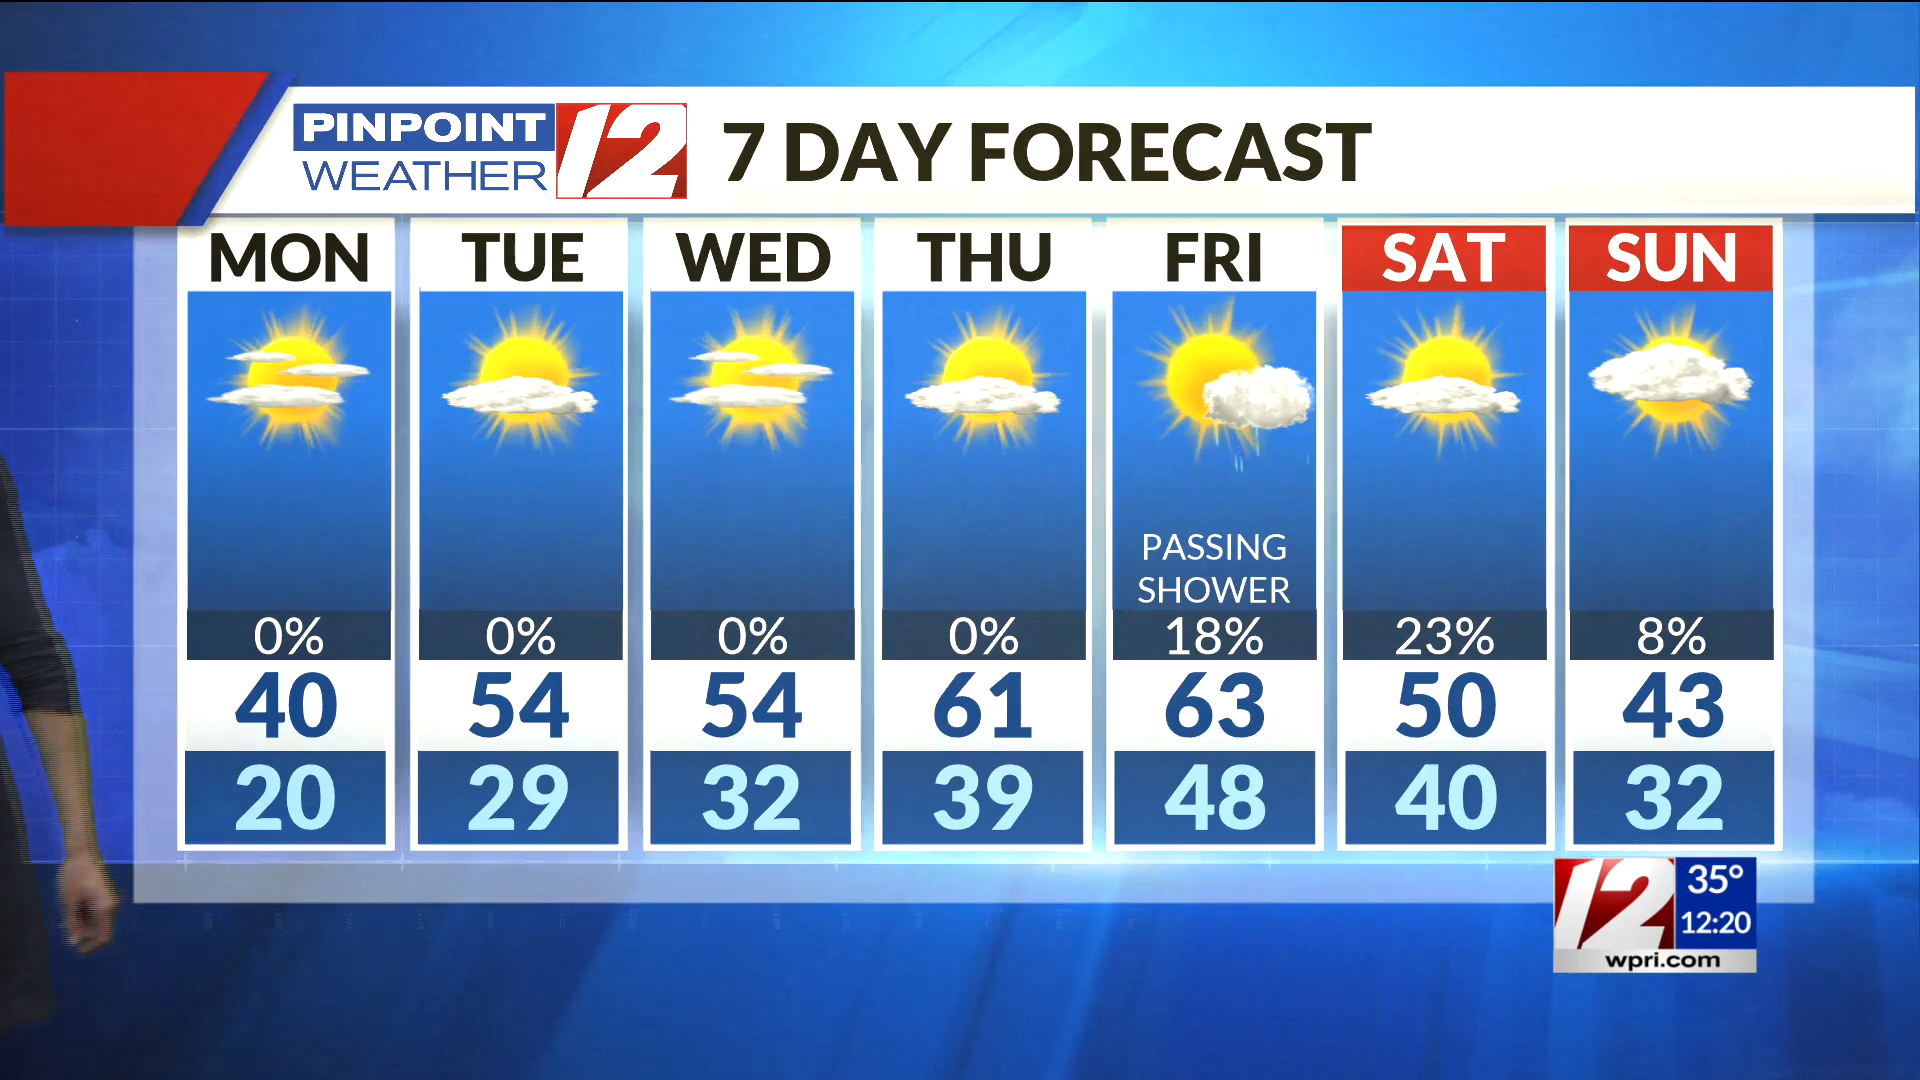 PINPOINT
WEATHER
12
7 DAY FORECAST
MON TUE WED THU FRI SAT SUN
PASSING
SHOWER
0% 0% 0% 0% 18% 23% 8%
40 54 54 61 63 50 43
20 29 32 39 48 40 32
12
35°
12:20
wpri.com